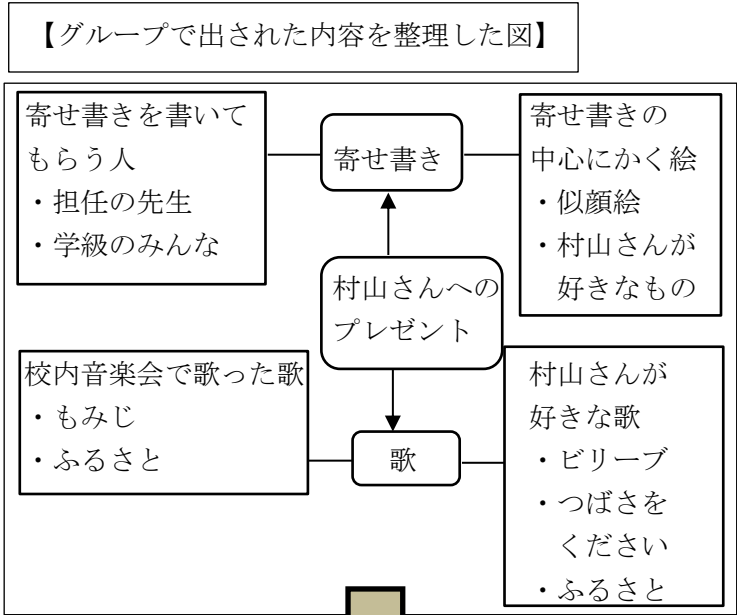 【グループで出された内容を整理した図】
寄せ書きを書いて
もらう人
・担任の先生
・学級のみんな
寄せ書き
寄せ書きの
中心にかく絵
・似顔絵
・村山さんが
好きなもの
村山さんへの
プレゼント
校内音楽会で歌った歌
・もみじ
・ふるさと
歌
村山さんが
好きな歌
・ビリーブ
・つばさを
ください
・ふるさと